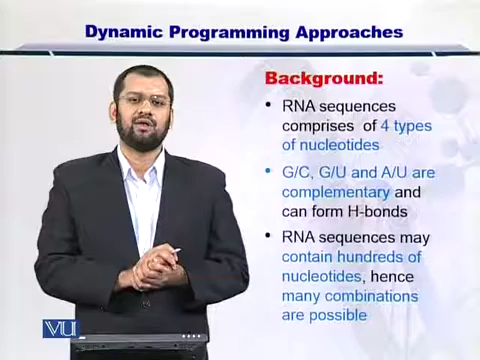 Dynamic Programming Approaches
Background:
• RNA sequences
comprises of 4 types
of nucleotides
• G/C, G/U and A/U are
complementary and
can form H-bonds
• RNA sequences may
contain hundreds of
nucleotides, hence
many combinations
are possible
VU